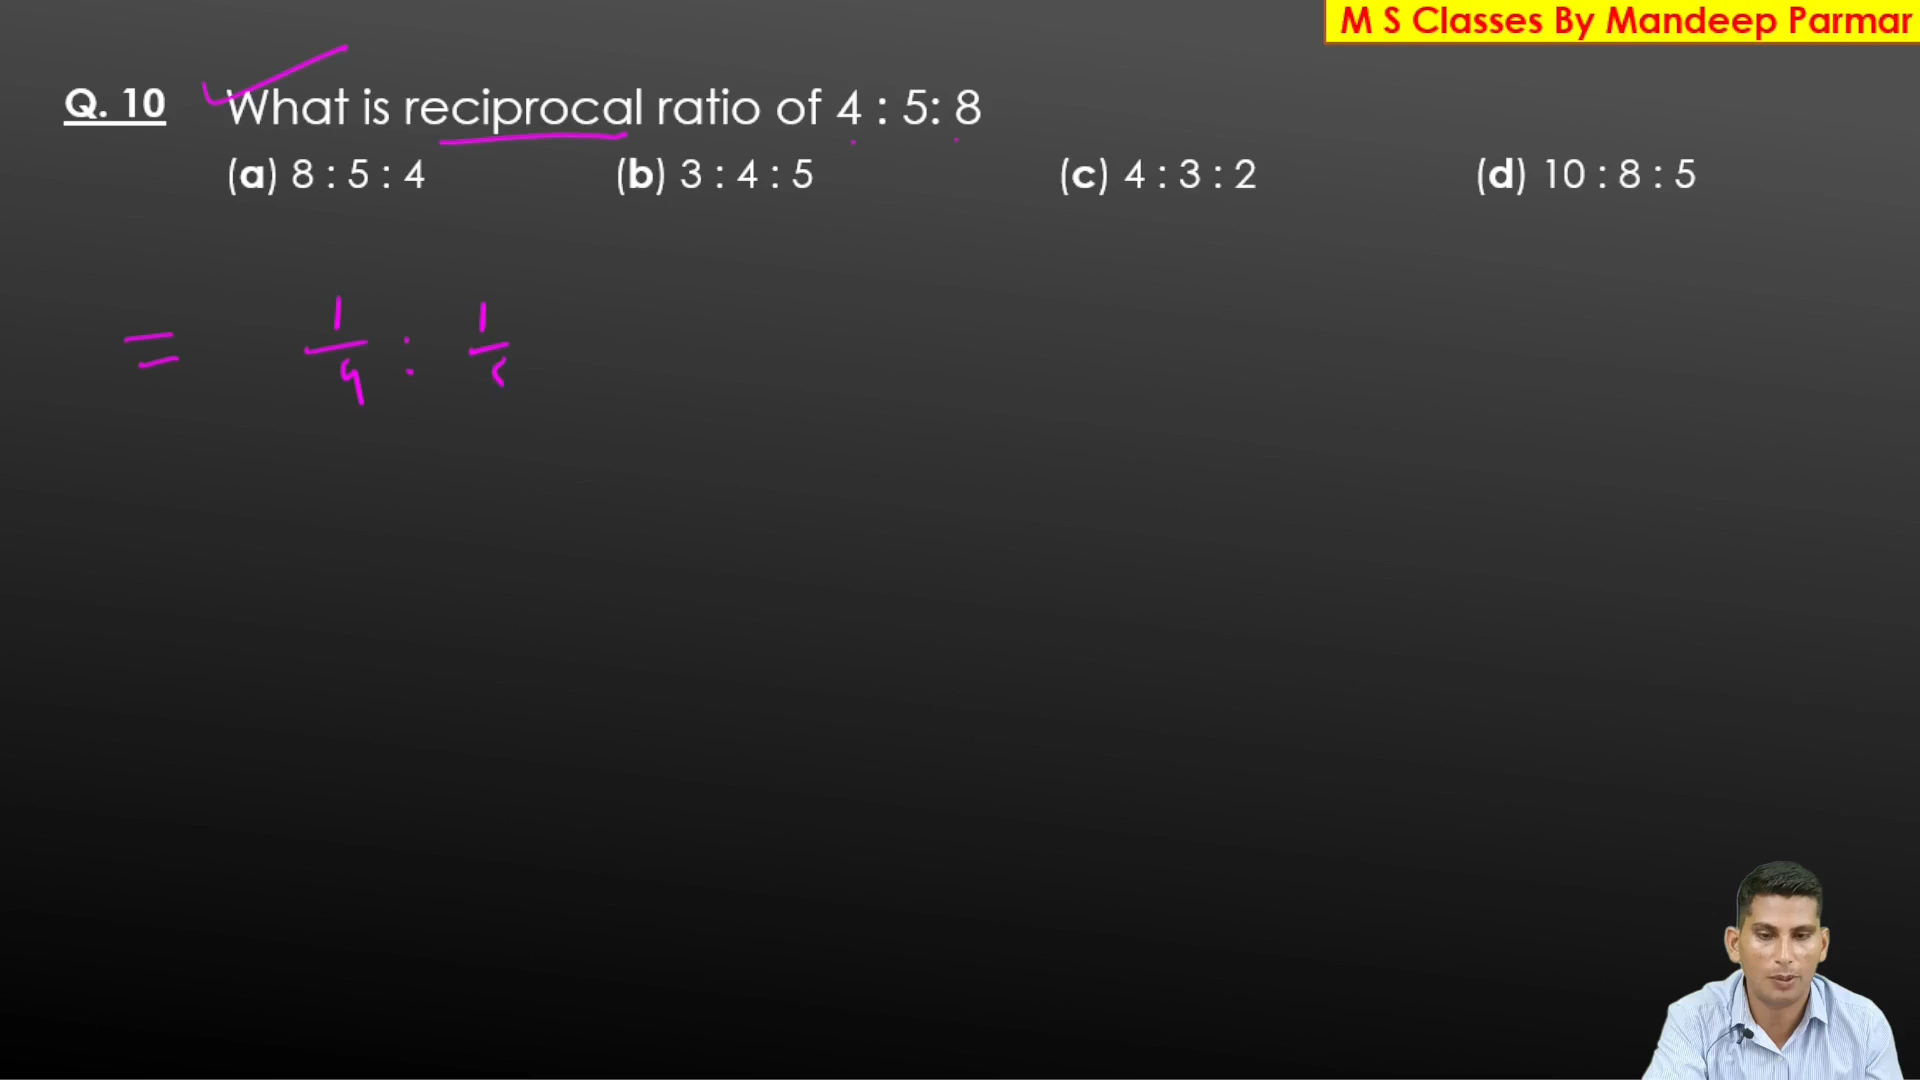 M S Classes By Mandeep Parmar
Q. 10 What is reciprocal ratio of 4 : 5: 8
(a) 8 : 5 : 4 (b) 3 : 4 : 5 (c) 4 : 3 : 2 (d) 10 : 8 : 5
= 1/4 : 1/